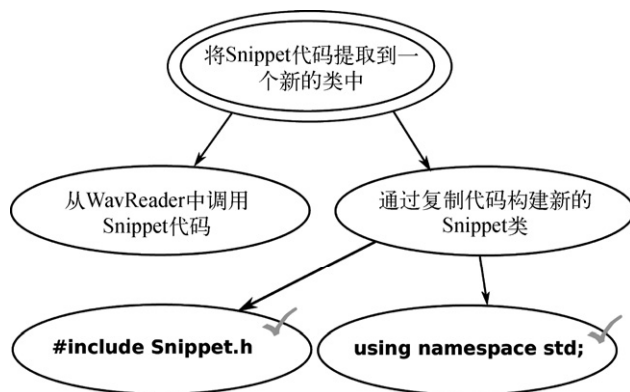 将Snippet代码提取到一
个新的类中
从WavReader中调用
Snippet代码
通过复制代码构建新的
Snippet类
#include Snippet.h
using namespace std;